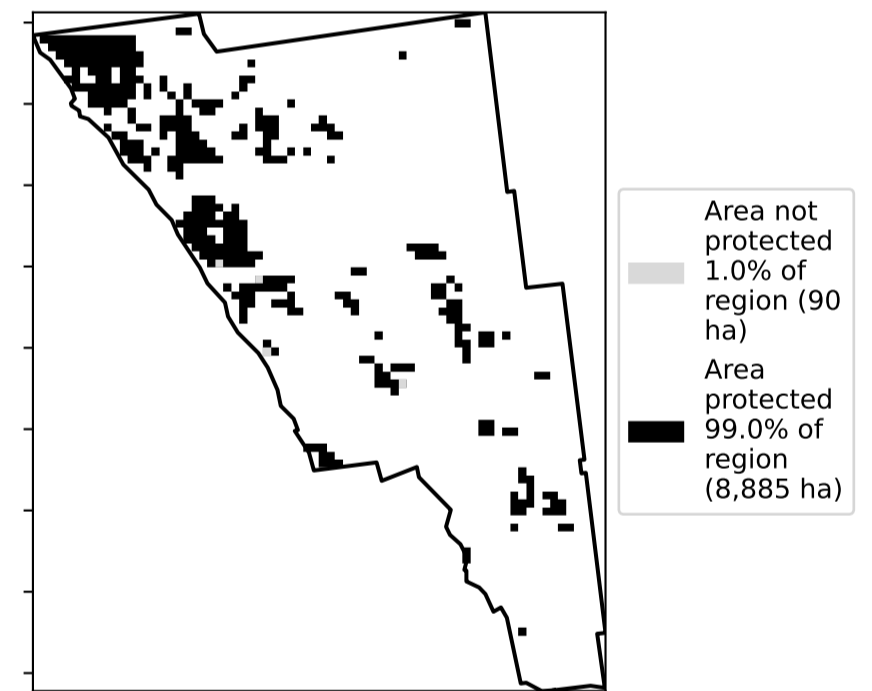 Area not
protected
1.0% of
region (90
ha)
Area
protected
99.0% of
region
(8,885 ha)